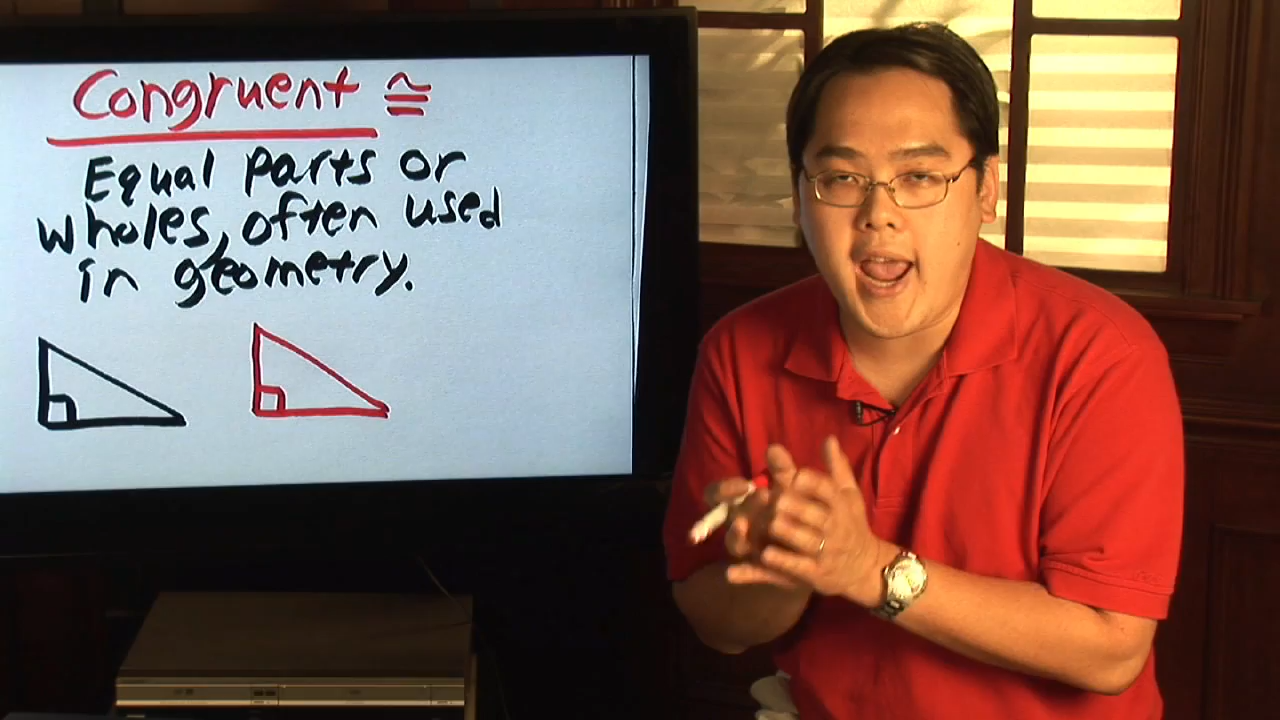 Congruent ≅
Equal parts or
wholes, often used
in geometry.